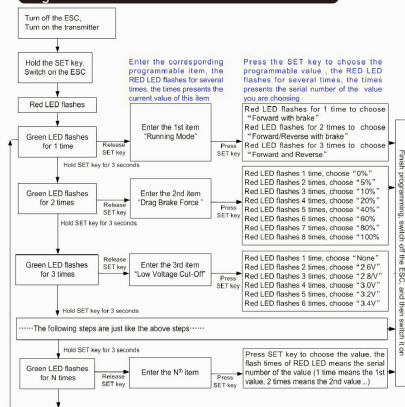 Turn off the ESC,
Turn on the transmitter
Hold the SET key,
Switch on the ESC
Enter the corresponding
programmable item, the
RED LED flashes for several
times, the times presents the
current value of this item
Press the SET key to choose the
programmable value , the RED LED
flashes for several times, the times
presents the serial number of the value
you are choosing
Red LED flashes
Green LED flashes
for 1 time
Release
SET key
Enter the 1st item
"Running Mode"
Press
SET key
Red LED flashes for 1 time to choose
"Forward with brake"
Red LED flashes for 2 times to choose
"Forward/Reverse with brake"
Red LED flashes for 3 times to choose
"Forward and Reverse"
Hold SET key for 3 seconds
Green LED flashes
for 2 times
Release
SET key
Enter the 2nd item
"Drag Brake Force "
Press
SET key
Red LED flashes 1 time, choose "0%"
Red LED flashes 2 times, choose "5%"
Red LED flashes 3 times, choose "10%"
Red LED flashes 4 times, choose "20%"
Red LED flashes 5 times, choose "40%"
Red LED flashes 6 times, choose "60%
Red LED flashes 7 times, choose "80%"
Red LED flashes 8 times, choose "100%
Hold SET key for 3 seconds
Green LED flashes
for 3 times
Release
SET key
Enter the 3rd item
"Low Voltage Cut-Off"
Press
SET key
Red LED flashes 1 time, choose "None"
Red LED flashes 2 times, choose "2.6V"
Red LED flashes 3 times, choose "2.8/V"
Red LED flashes 4 times, choose "3.0V"
Red LED flashes 5 times, choose "3.2V"
Red LED flashes 6 times, choose "3.4V"
Hold SET key for 3 seconds
······The following steps are just like the above steps······
Hold SET key for 3 seconds
Green LED flashes
for N times
Release
SET key
Enter the Nth item
Press
SET key
Press SET key to choose the value, the
flash times of RED LED means the serial
number of the value (1 time means the 1st
value, 2 times means the 2nd value...)
Finish programming, switch off the ESC, and then switch it on